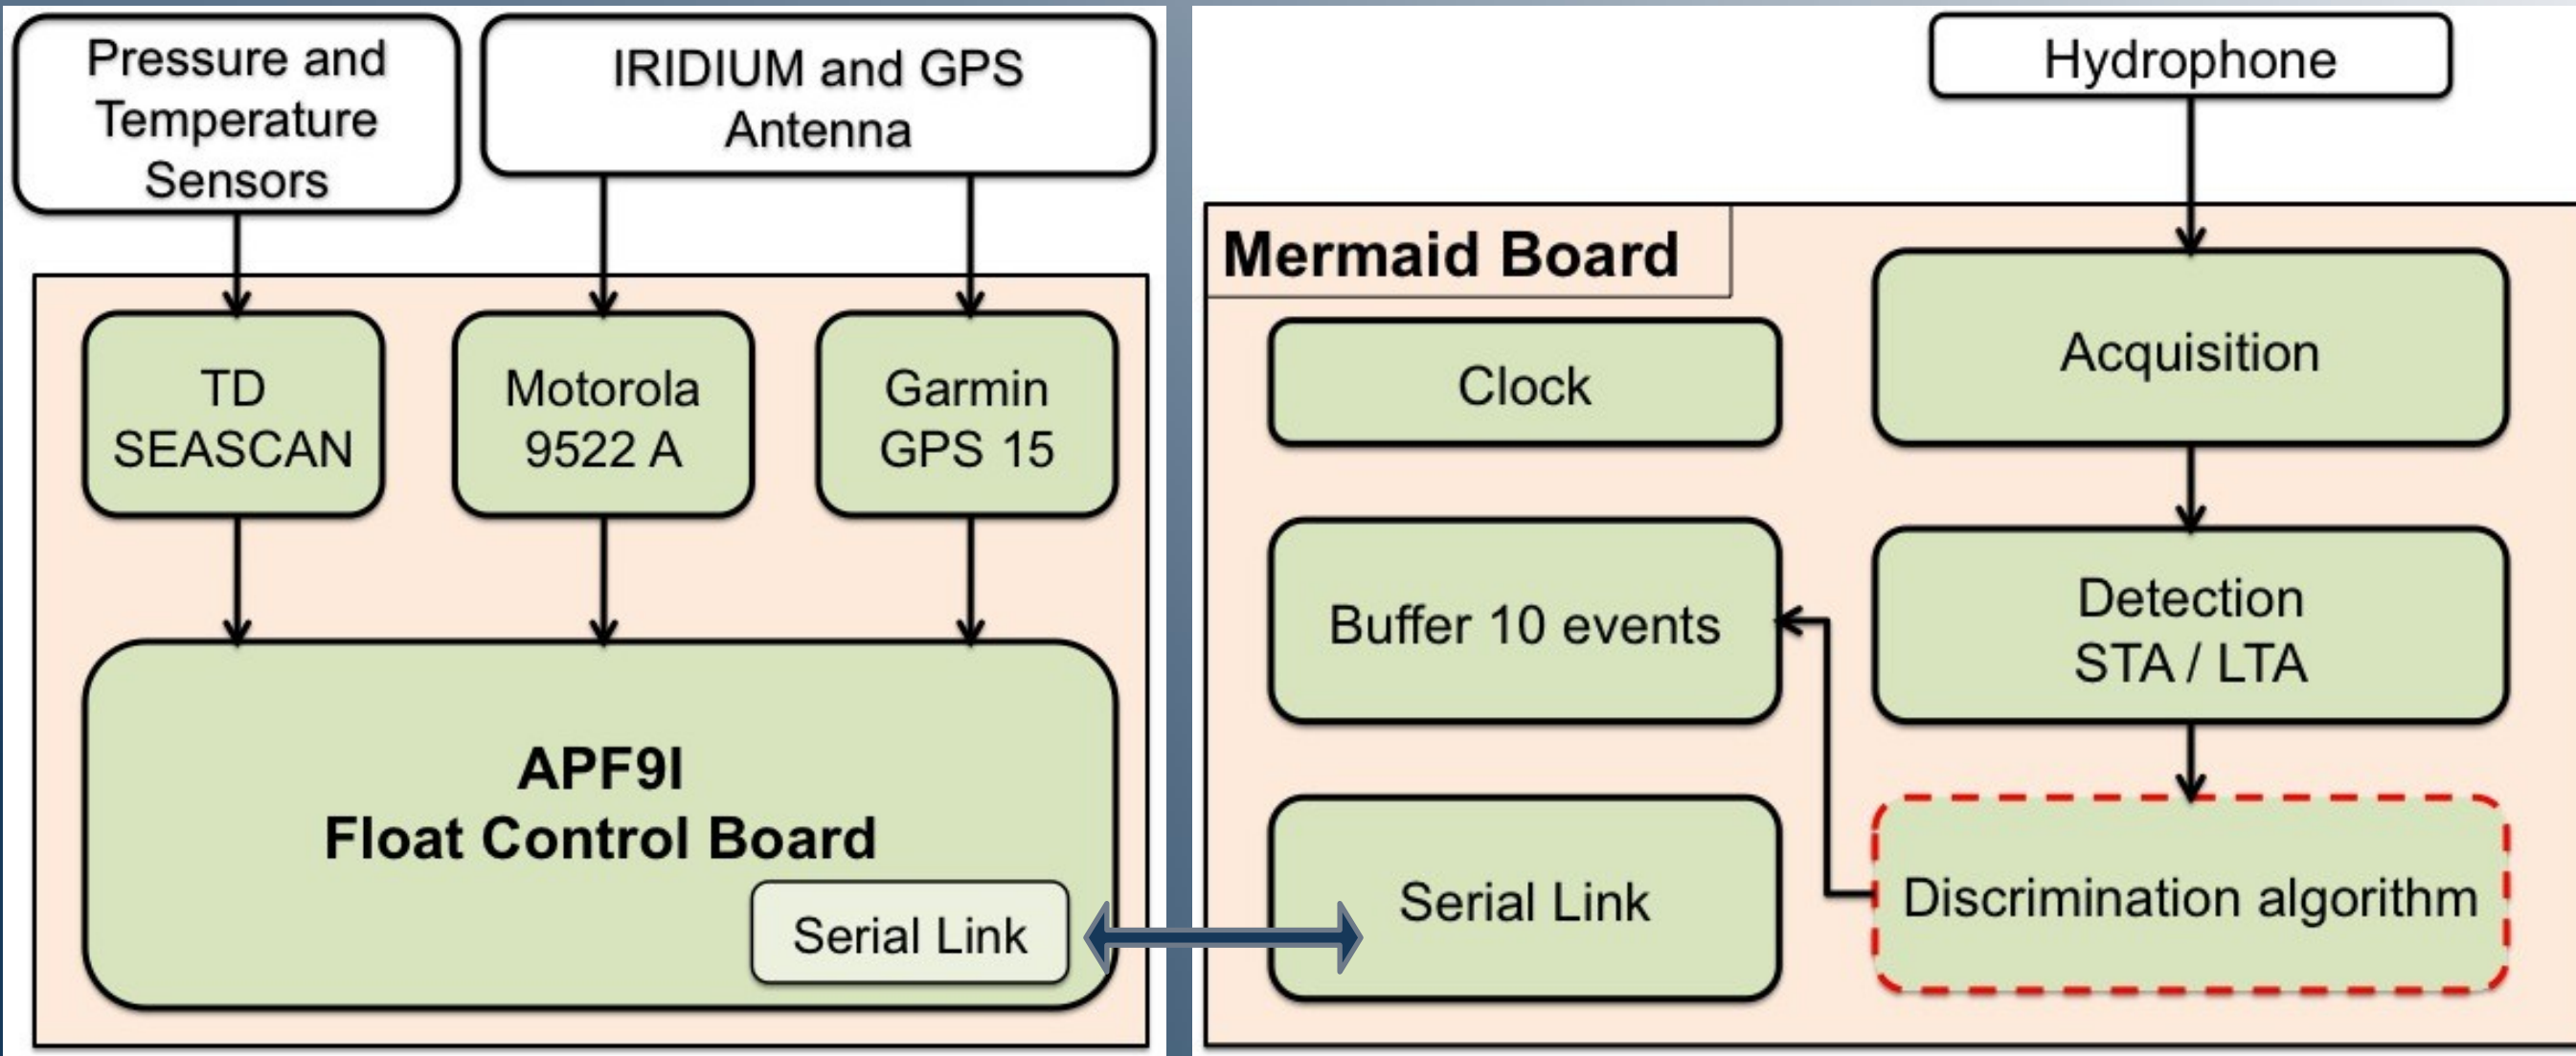 Pressure and
Temperature
Sensors
IRIDIUM and GPS
Antenna
TD
SEASCAN
Motorola
9522 A
Garmin
GPS 15
APF9I
Float Control Board
Serial Link
Hydrophone
Mermaid Board
Clock
Acquisition
Buffer 10 events
Detection
STA / LTA
Serial Link
Discrimination algorithm